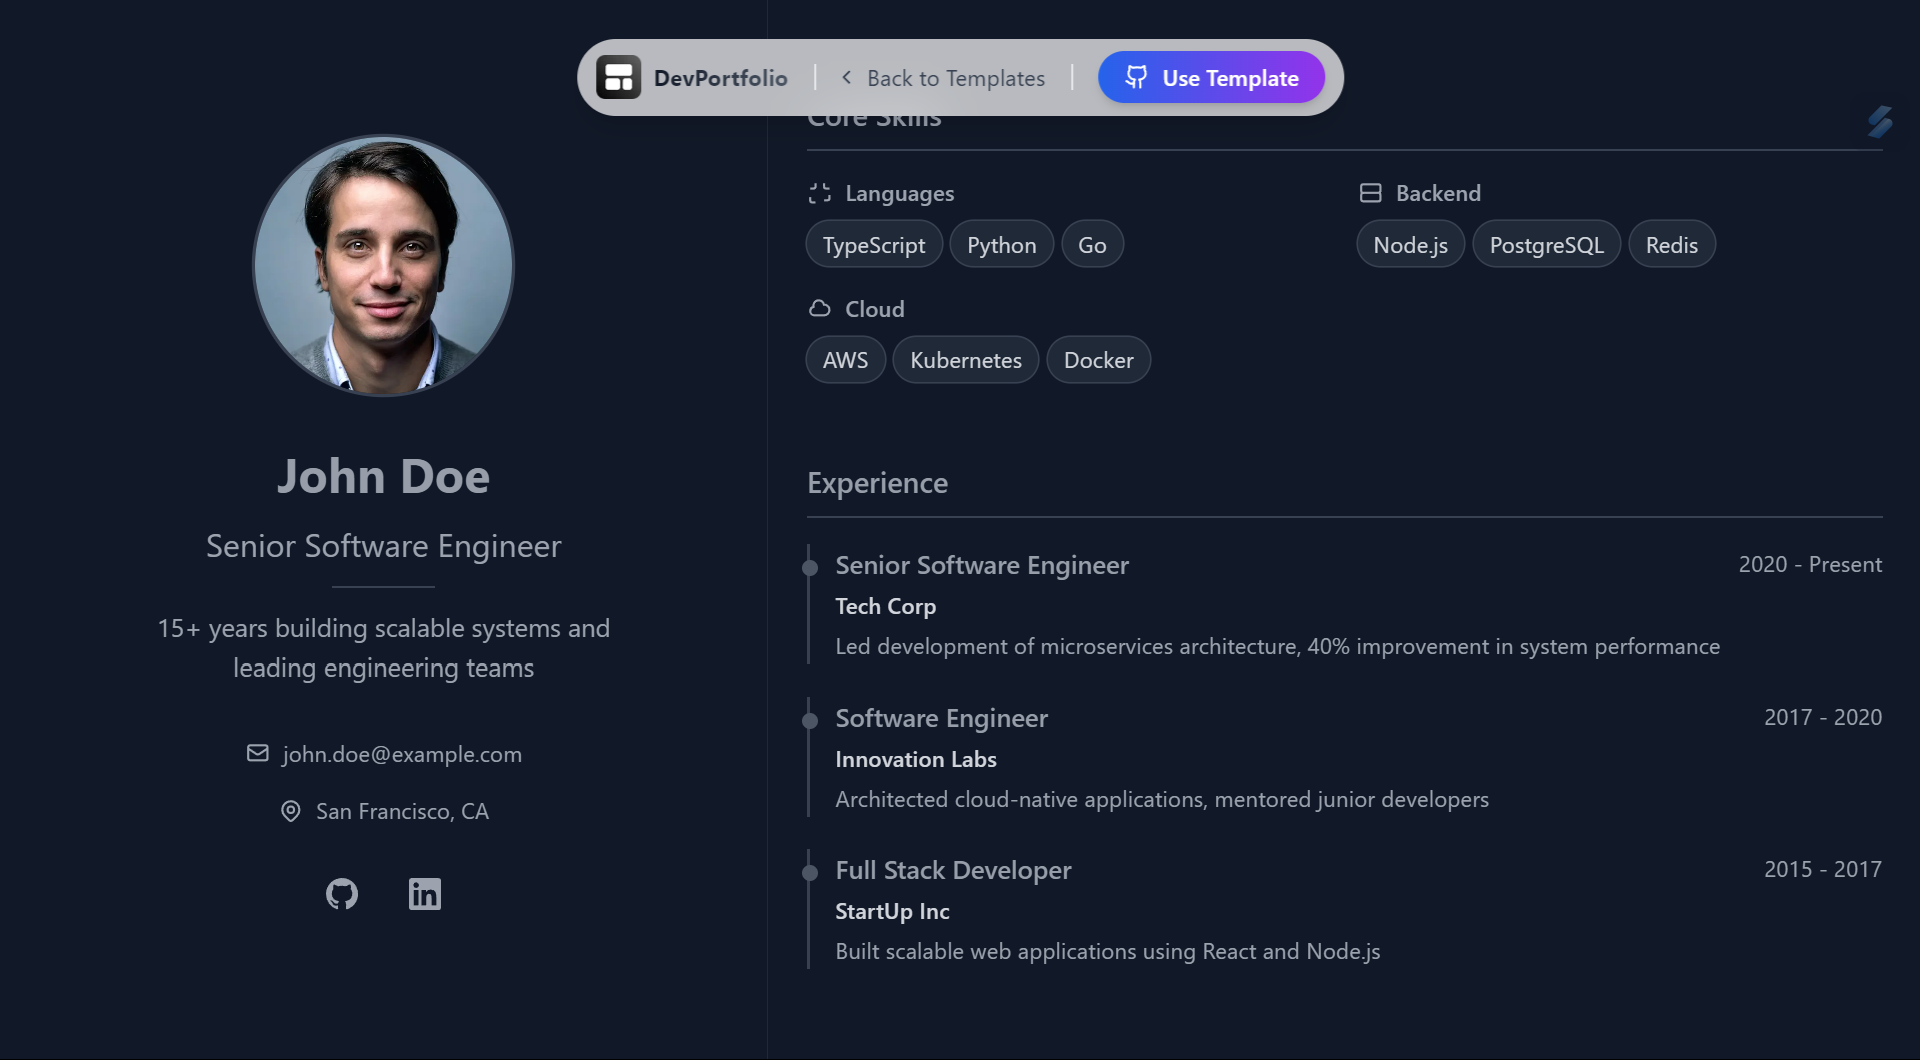 DevPortfolio
Back to Templates
Use Template
John Doe
Senior Software Engineer
15+ years building scalable systems and
leading engineering teams
john.doe@example.com
San Francisco, CA
Core Skills
Languages
TypeScript Python Go
Backend
Node.js PostgreSQL Redis
Cloud
AWS Kubernetes Docker
Experience
Senior Software Engineer 2020 - Present
Tech Corp
Led development of microservices architecture, 40% improvement in system performance
Software Engineer 2017 - 2020
Innovation Labs
Architected cloud-native applications, mentored junior developers
Full Stack Developer 2015 - 2017
StartUp Inc
Built scalable web applications using React and Node.js